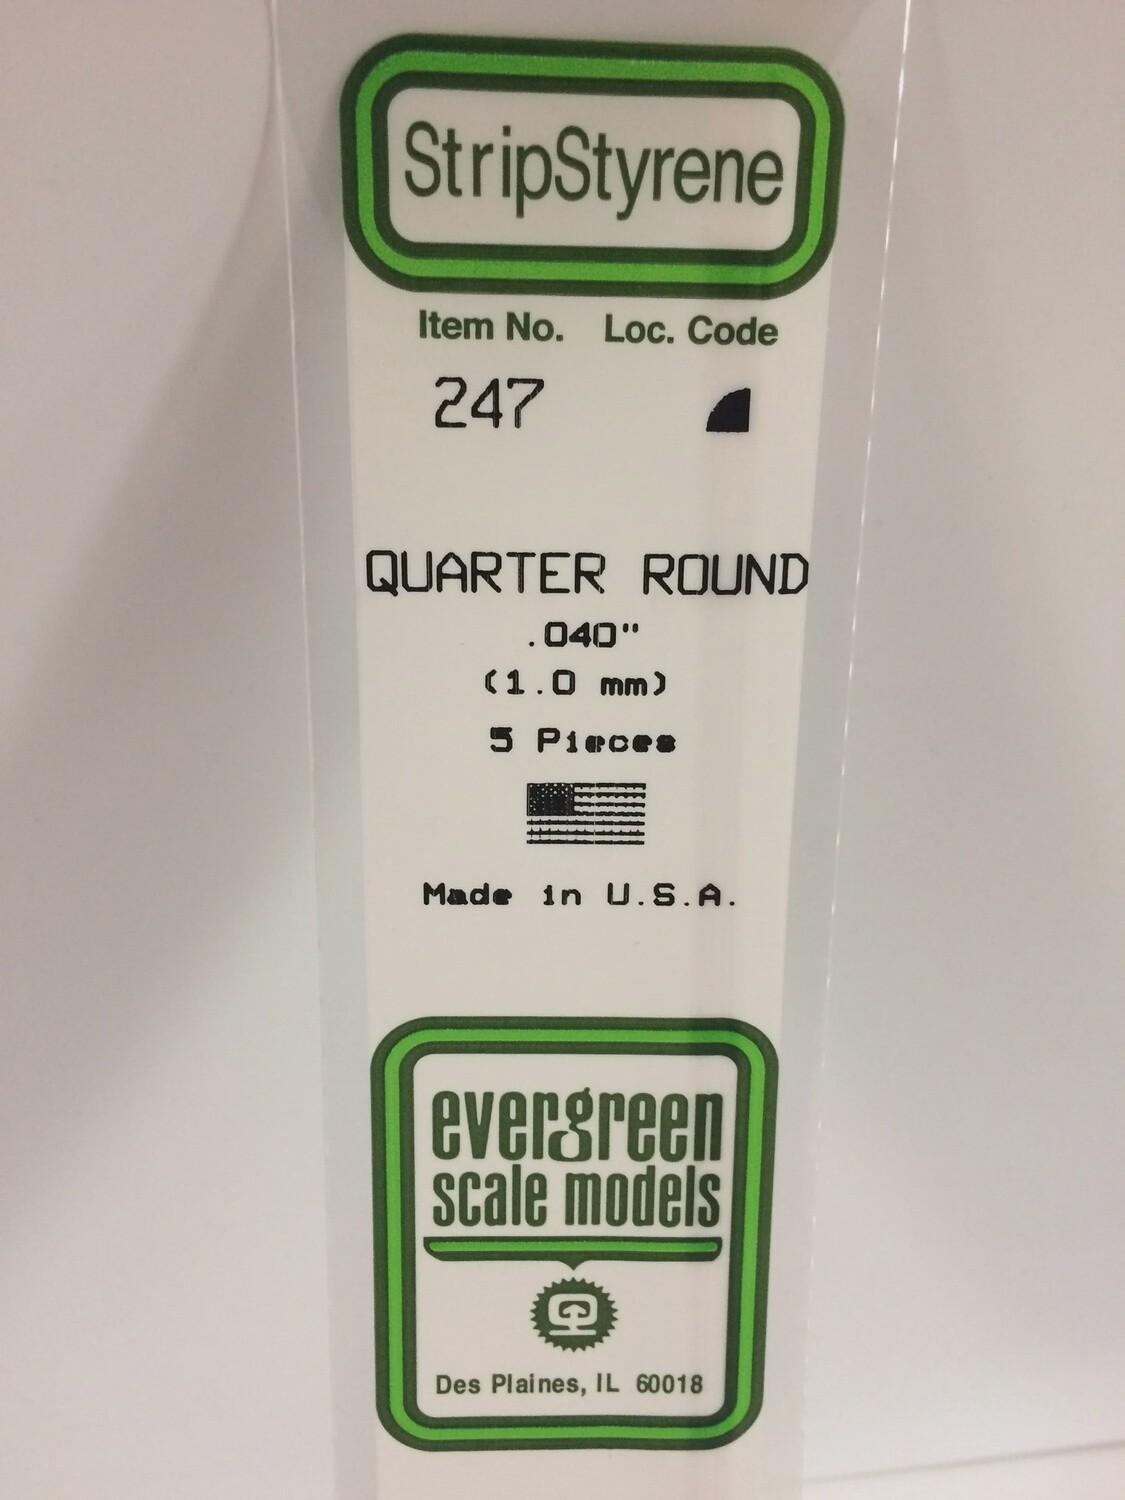 StripStyrene
Item No. Loc. Code
247
QUARTER ROUND
.040"
(1.0 mm)
5 Pieces
Made in U.S.A.
evergreen
scale models
Des Plaines, IL 60018